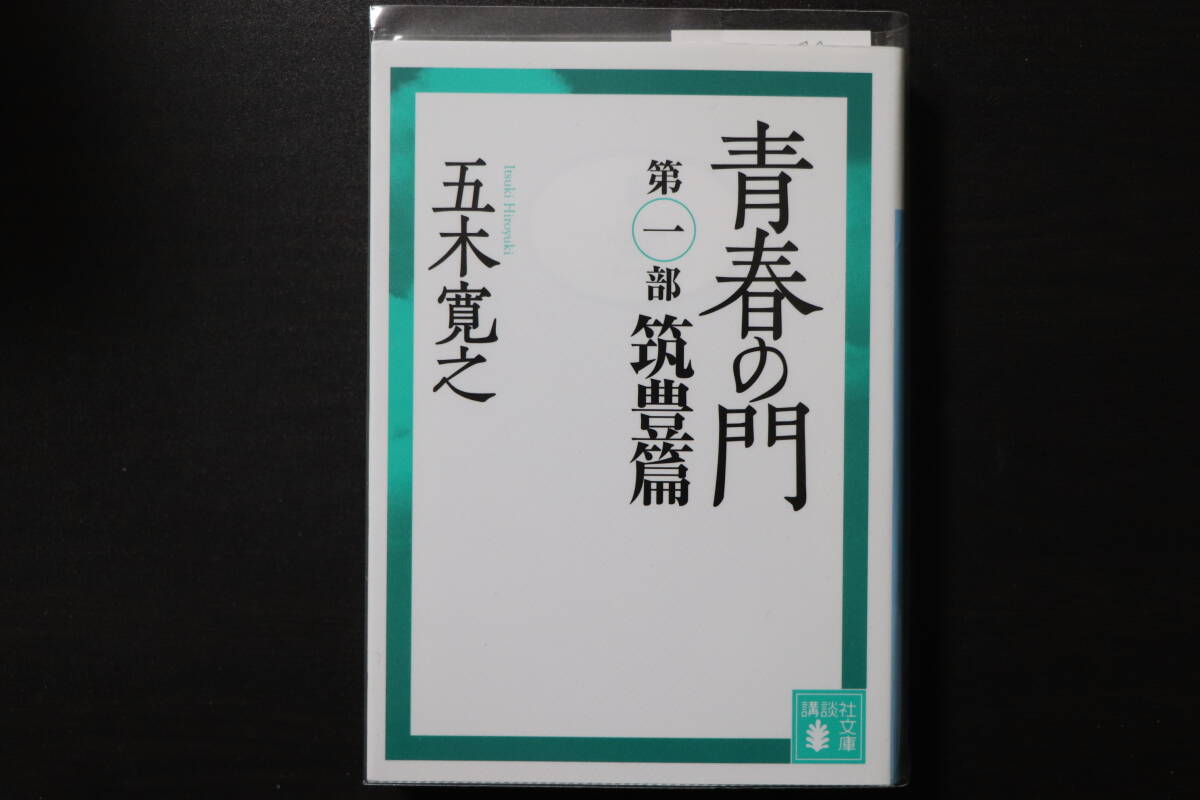 青春の門
第一部 筑豊篇
Itsuki Hiroyuki
五木寛之
講談社
文庫